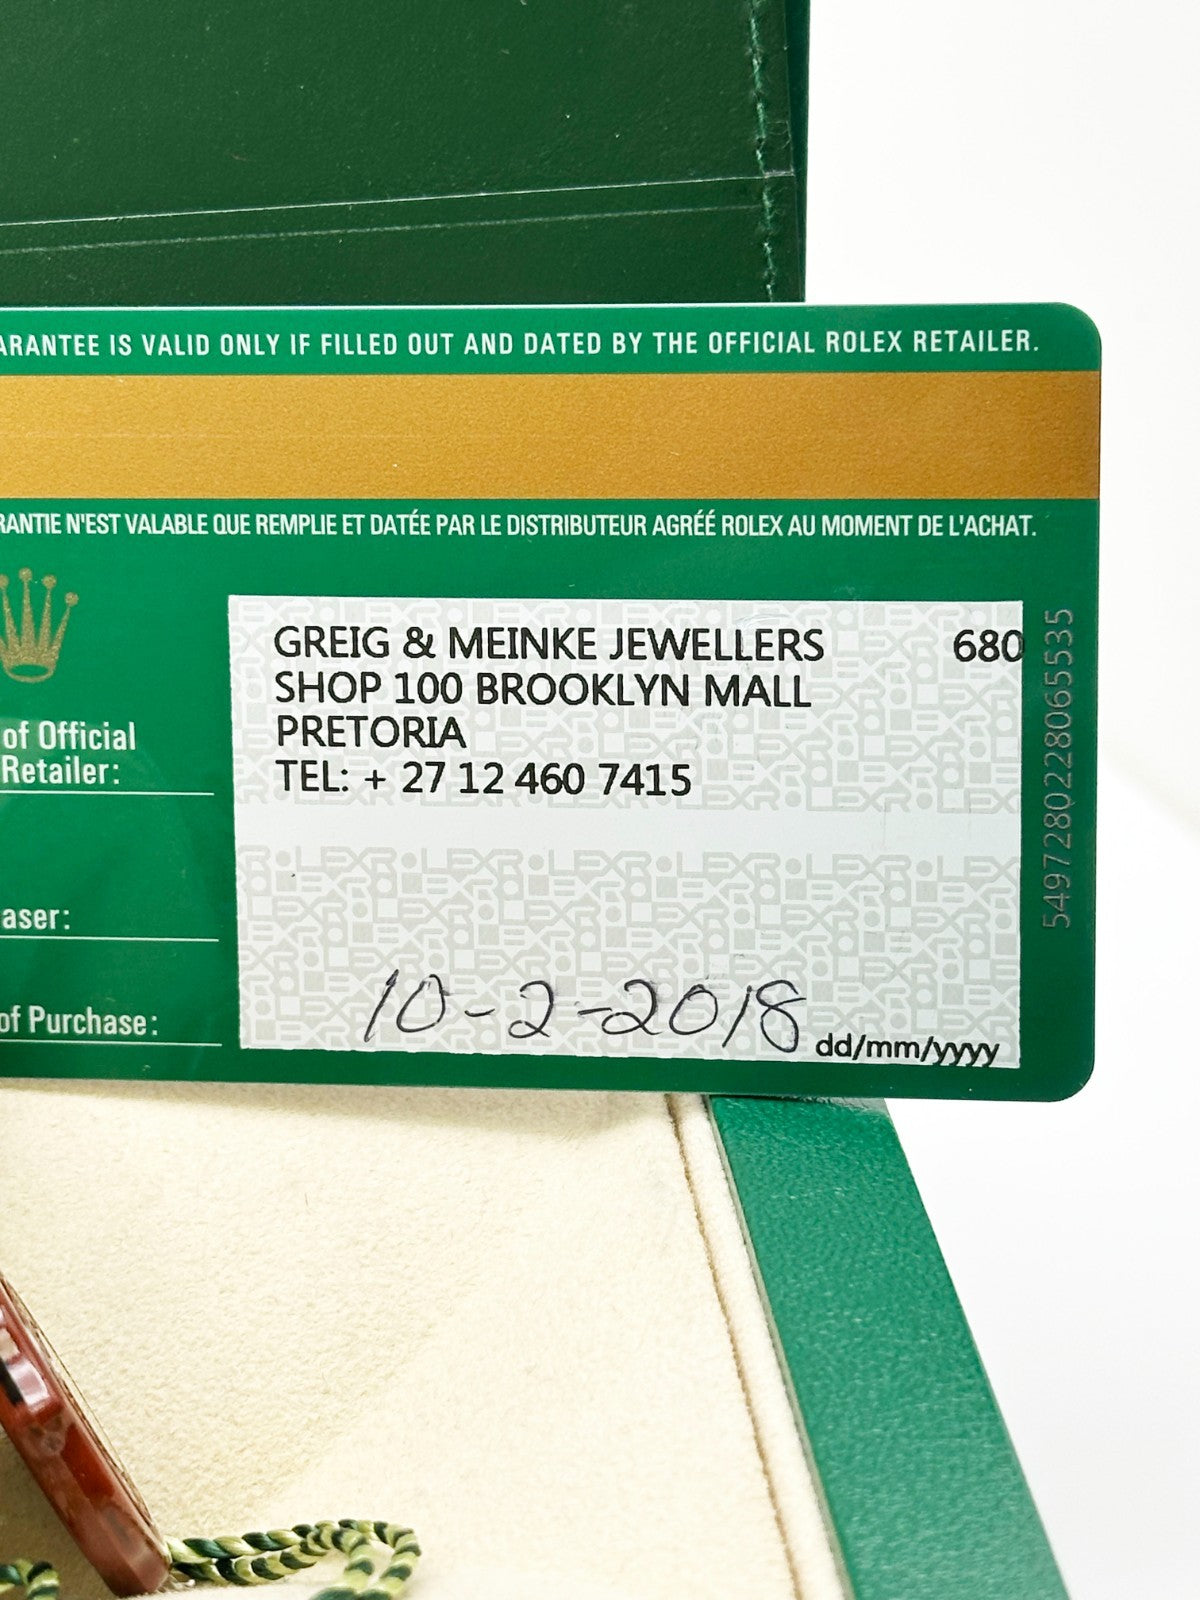 ARANTEE IS VALID ONLY IF FILLED OUT AND DATED BY THE OFFICIAL ROLEX RETAILER.
RANTIE N'EST VALABLE QUE REMPLIE ET DATÉE PAR LE DISTRIBUTEUR AGRÉÉ ROLEX AU MOMENT DE L'ACHAT.
GREIG & MEINKE JEWELLERS 680
SHOP 100 BROOKLYN MALL
PRETORIA
TEL: + 27 12 460 7415
of Official
Retailer:
aser:
of Purchase:
10-2-2018
dd/mm/yyyy
5497280228065535